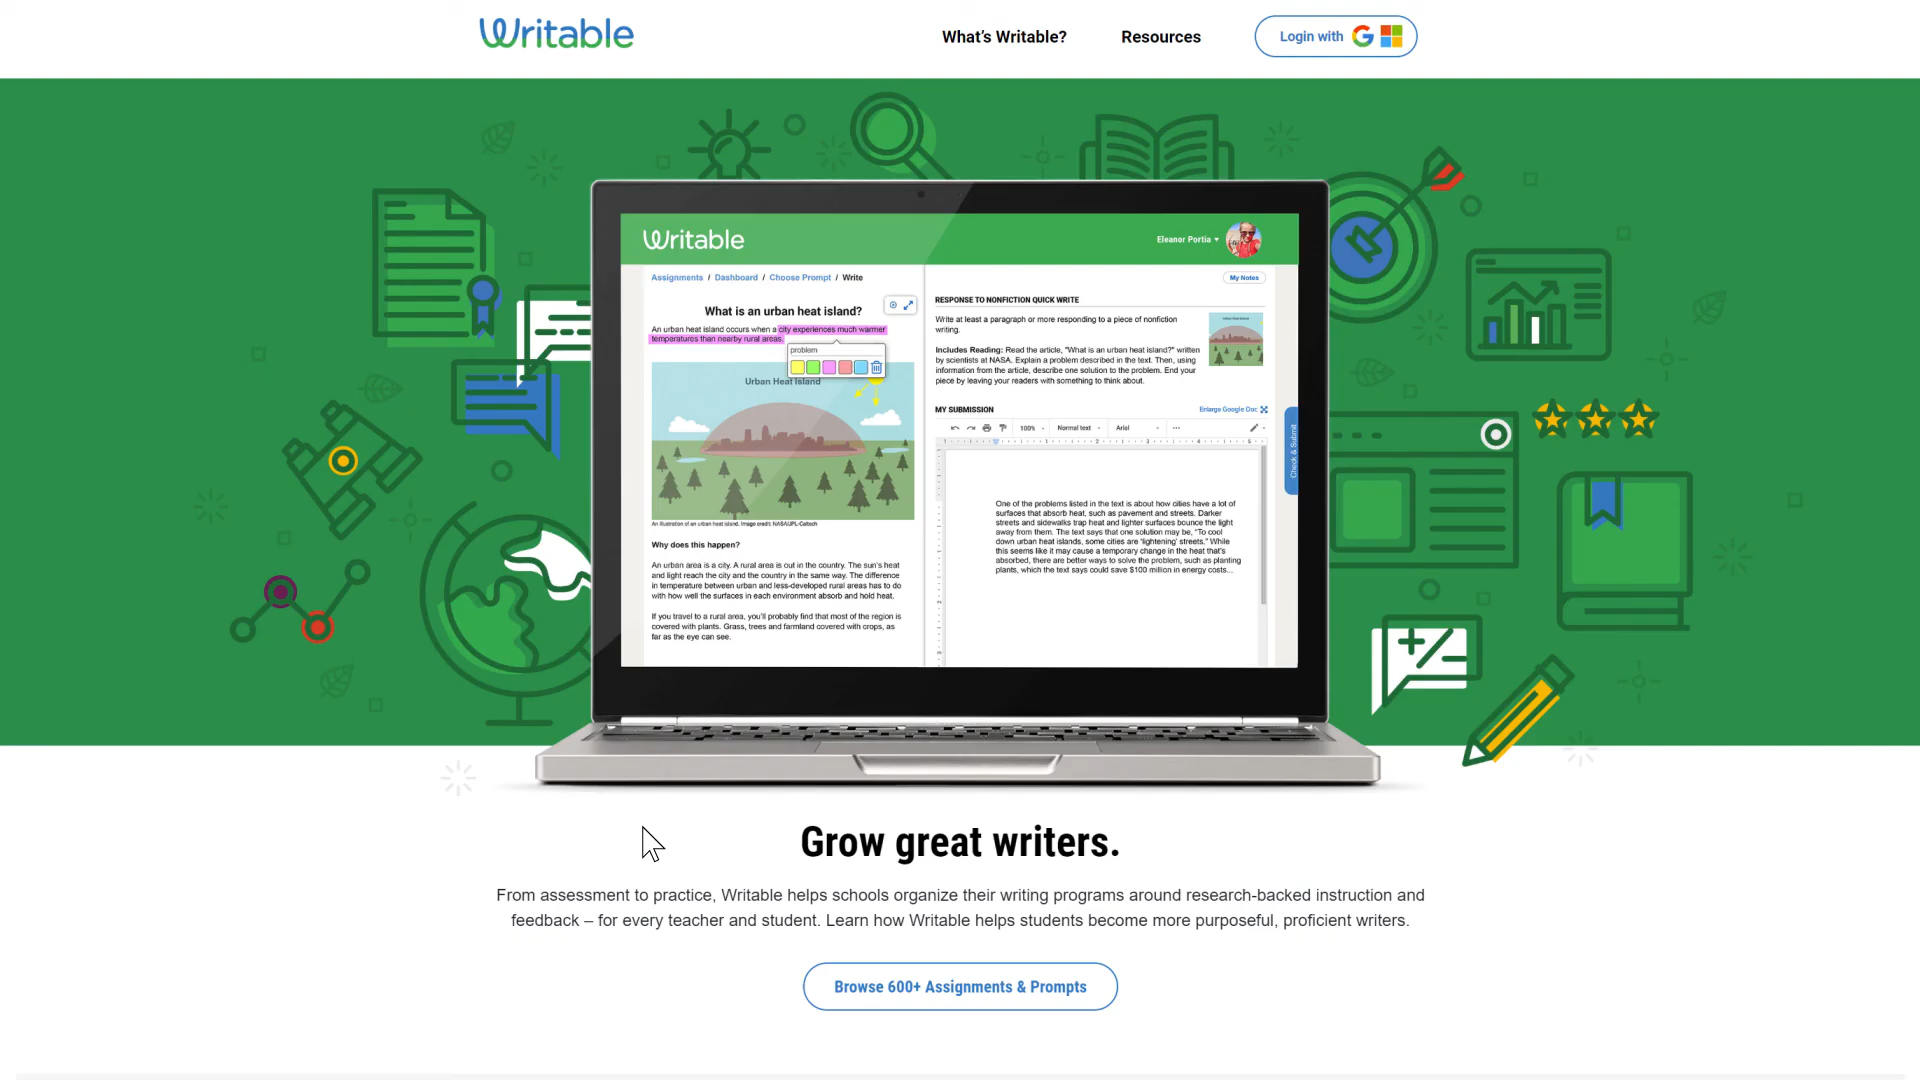 Writable
What's Writable?
Resources
Login with
Writable
Eleanor Portia
Assignments / Dashboard / Choose Prompt / Write
What is an urban heat island?
An urban heat island occurs when a city experiences much warmer
temperatures than nearby rural areas.
problem
Urban Heat Island
An illustration of an urban heat island. Image credit: NASA/JPL-Caltech
Why does this happen?
An urban area is a city. A rural area is out in the country. The sun's heat
and light reach the city and the country in the same way. The difference
in temperature between urban and less-developed rural areas has to do
with how well the surfaces in each environment absorb and hold heat.
If you travel to a rural area, you'll probably find that most of the region is
covered with plants. Grass, trees and farmland covered with crops, as
far as the eye can see.
My Notes
RESPONSE TO NONFICTION QUICK WRITE
Write at least a paragraph or more responding to a piece of nonfiction
writing.
Includes Reading: Read the article, "What is an urban heat island?" written
by scientists at NASA. Explain a problem described in the text. Then, using
information from the article, describe one solution to the problem. End your
piece by leaving your readers with something to think about.
MY SUBMISSION
Enlarge Google Doc
100%
Normal text
Arial
Check & Submit
One of the problems listed in the text is about how cities have a lot of
surfaces that absorb heat, such as pavement and streets. Darker
streets and sidewalks trap heat and lighter surfaces bounce the light
away from them. The text says that one solution may be, "To cool
down urban heat islands, some cities are 'lightening' streets." While
this seems like it may cause a temporary change in the heat that's
absorbed, there are better ways to solve the problem, such as planting
plants, which the text says could save $100 million in energy costs...
Grow great writers.
From assessment to practice, Writable helps schools organize their writing programs around research-backed instruction and
feedback – for every teacher and student. Learn how Writable helps students become more purposeful, proficient writers.
Browse 600+ Assignments & Prompts